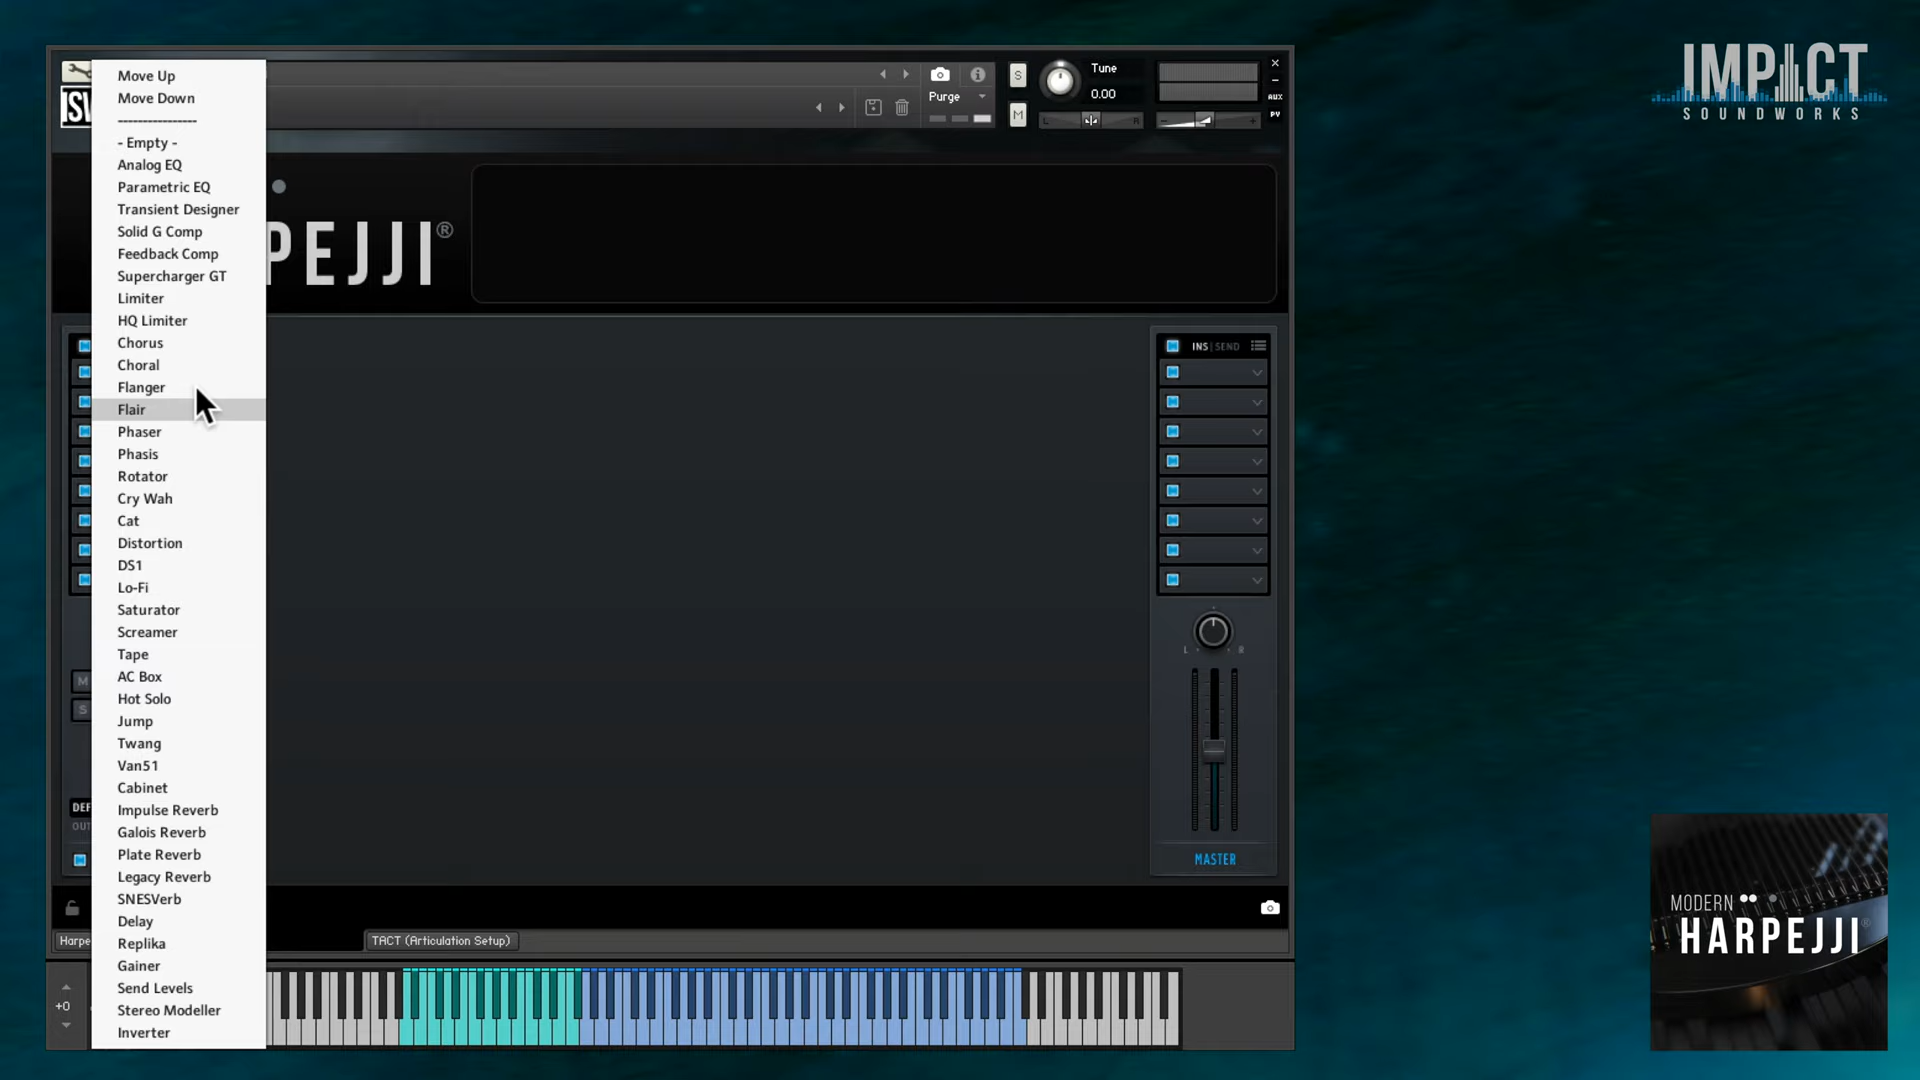 Move Up
Move Down
----------------
- Empty -
Analog EQ
Parametric EQ
Transient Designer
Solid G Comp
Feedback Comp
Supercharger GT
Limiter
HQ Limiter
Chorus
Choral
Flanger
Flair
Phaser
Phasis
Rotator
Cry Wah
Cat
Distortion
DS1
Lo-Fi
Saturator
Screamer
Tape
AC Box
Hot Solo
Jump
Twang
Van51
Cabinet
Impulse Reverb
Galois Reverb
Plate Reverb
Legacy Reverb
SNESVerb
Delay
Replika
Gainer
Send Levels
Stereo Modeller
Inverter
Purge
S
M
Tune
0.00
L R
- +
×
-
AUX
PV
PEJJI®
INS | SEND
L R
MASTER
M
S
DEF
OUT
Harpe
TACT (Articulation Setup)
+0
IMPACT
SOUNDWORKS
MODERN
HARPEJJI®